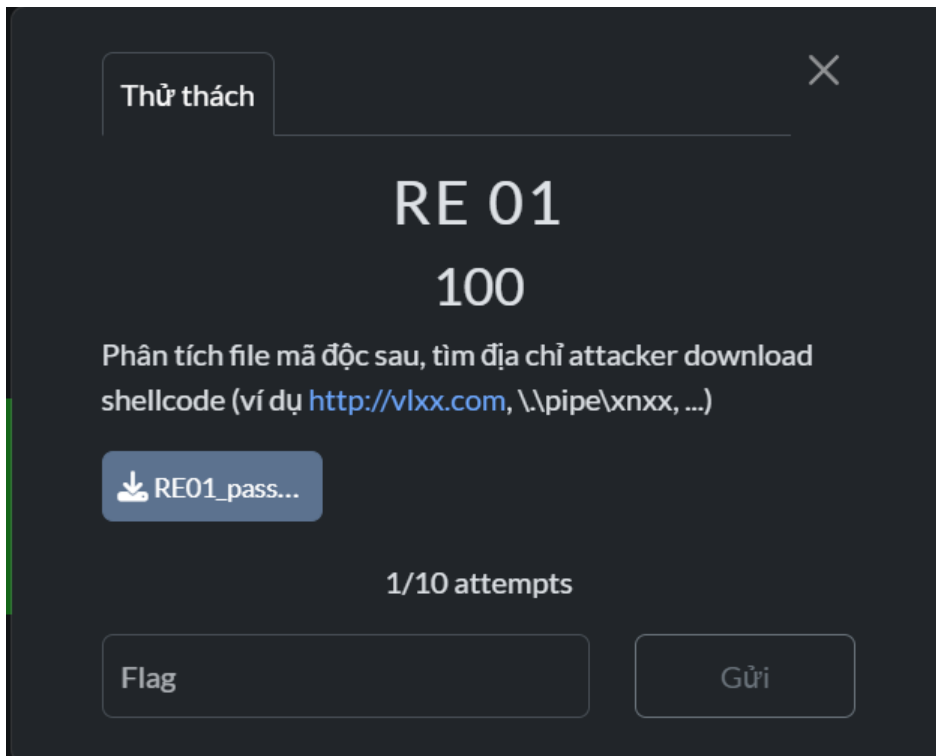 Thử thách
RE 01
100
Phân tích file mã độc sau, tìm địa chỉ attacker download
shellcode (ví dụ http://vlxx.com, \.\pipe\xnxx, ...)
RE01_pass...
1/10 attempts
Flag
Gửi